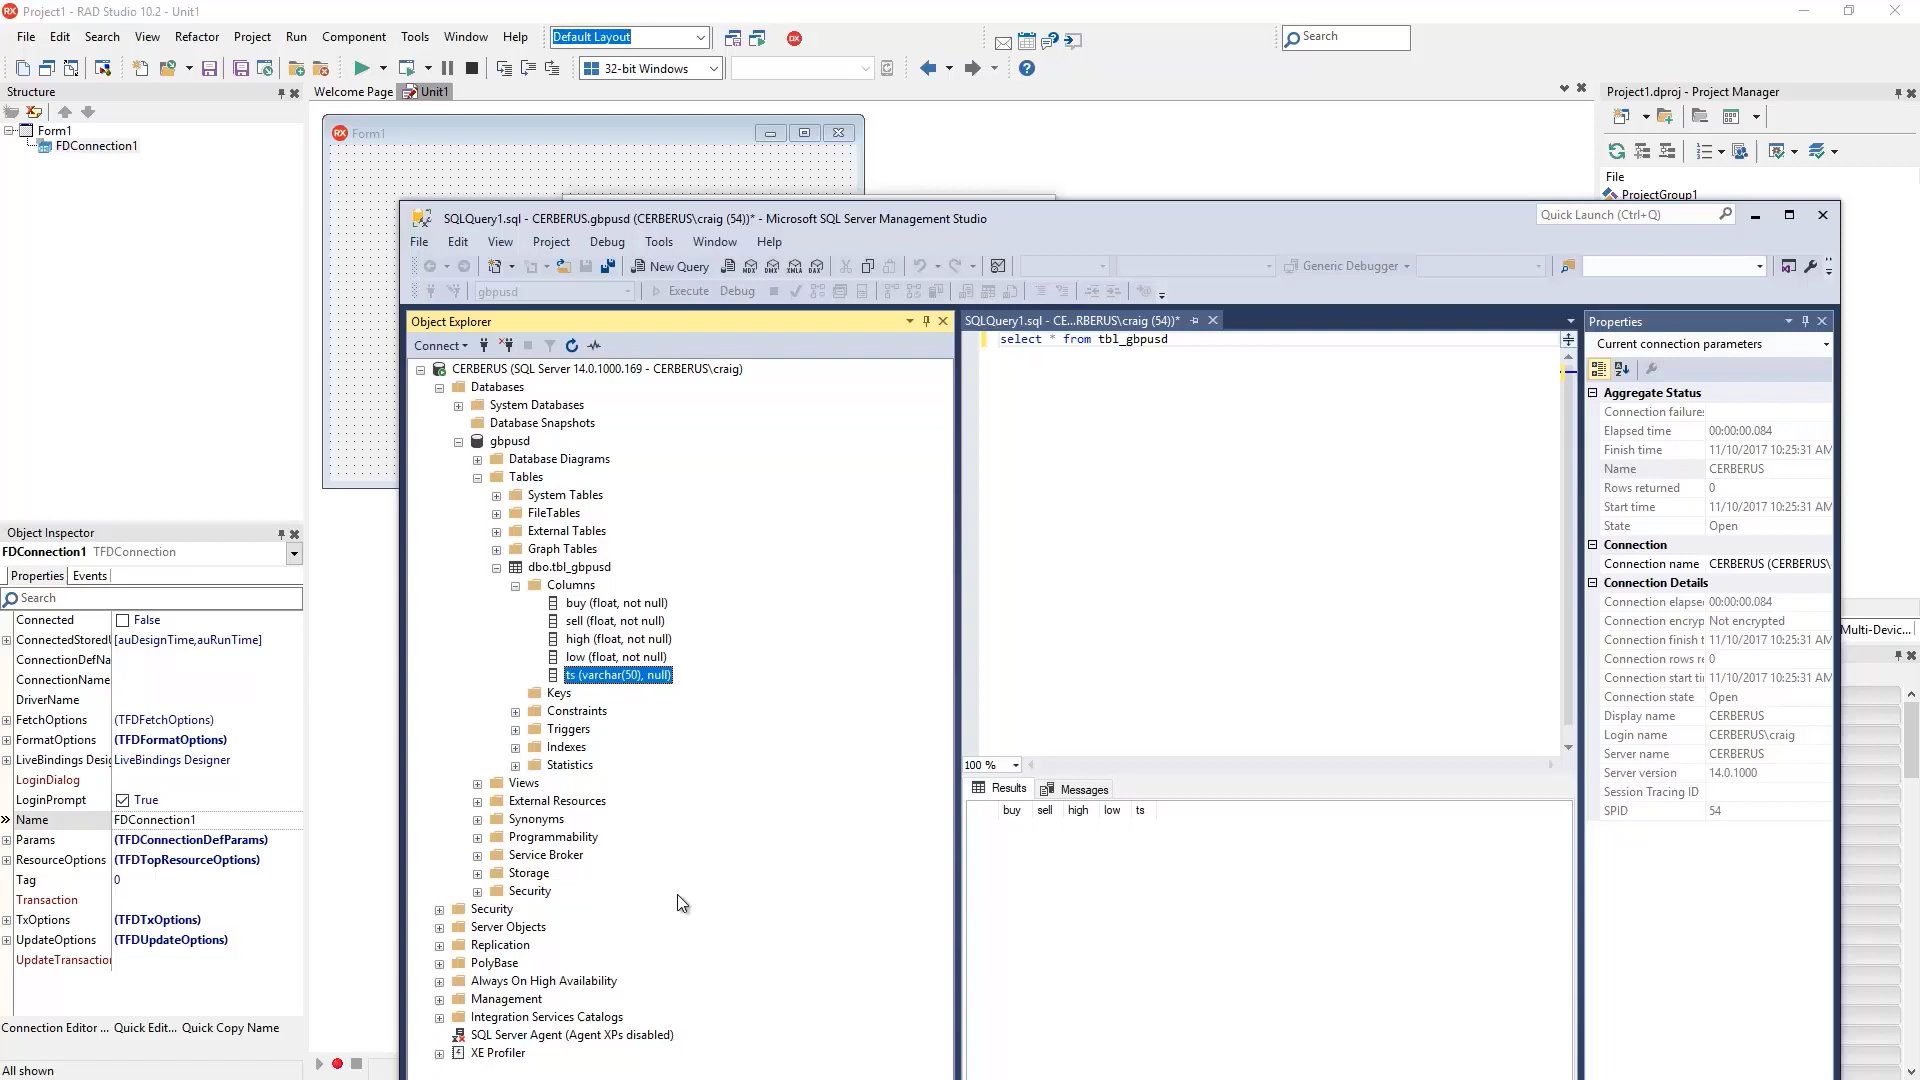 Project1 - RAD Studio 10.2 - Unit1
File Edit Search View Refactor Project Run Component Tools Window Help Default Layout Search
32-bit Windows
Structure
Welcome Page Unit1
Project1.dproj - Project Manager
Form1
FDConnection1
Form1
File
ProjectGroup1
SQLQuery1.sql - CERBERUS.gbpusd (CERBERUS\craig (54))* - Microsoft SQL Server Management Studio
Quick Launch (Ctrl+Q)
File Edit View Project Debug Tools Window Help
New Query MDX DMX XMLA DAX Generic Debugger
gbpusd Execute Debug
Object Explorer
Connect
CERBERUS (SQL Server 14.0.1000.169 - CERBERUS\craig)
Databases
System Databases
Database Snapshots
gbpusd
Database Diagrams
Tables
System Tables
FileTables
External Tables
Graph Tables
dbo.tbl_gbpusd
Columns
buy (float, not null)
sell (float, not null)
high (float, not null)
low (float, not null)
ts (varchar(50), null)
Keys
Constraints
Triggers
Indexes
Statistics
Views
External Resources
Synonyms
Programmability
Service Broker
Storage
Security
Security
Server Objects
Replication
PolyBase
Always On High Availability
Management
Integration Services Catalogs
SQL Server Agent (Agent XPs disabled)
XE Profiler
SQLQuery1.sql - CE...RBERUS\craig (54))*
select * from tbl_gbpusd
100 %
Results Messages
buy sell high low ts
Properties
Current connection parameters
Aggregate Status
Connection failures
Elapsed time 00:00:00.084
Finish time 11/10/2017 10:25:31 AM
Name CERBERUS
Rows returned 0
Start time 11/10/2017 10:25:31 AM
State Open
Connection
Connection name CERBERUS (CERBERUS\
Connection Details
Connection elapse 00:00:00.084
Connection encryp Not encrypted
Connection finish t 11/10/2017 10:25:31 AM
Connection rows re 0
Connection start ti 11/10/2017 10:25:31 AM
Connection state Open
Display name CERBERUS
Login name CERBERUS\craig
Server name CERBERUS
Server version 14.0.1000
Session Tracing ID
SPID 54
Multi-Devic...
Object Inspector
FDConnection1 TFDConnection
Properties Events
Search
Connected False
ConnectedStoredU [auDesignTime,auRunTime]
ConnectionDefNa
ConnectionName
DriverName
FetchOptions (TFDFetchOptions)
FormatOptions (TFDFormatOptions)
LiveBindings Desig LiveBindings Designer
LoginDialog
LoginPrompt True
Name FDConnection1
Params (TFDConnectionDefParams)
ResourceOptions (TFDTopResourceOptions)
Tag 0
Transaction
TxOptions (TFDTxOptions)
UpdateOptions (TFDUpdateOptions)
UpdateTransaction
Connection Editor ... Quick Edit... Quick Copy Name
All shown